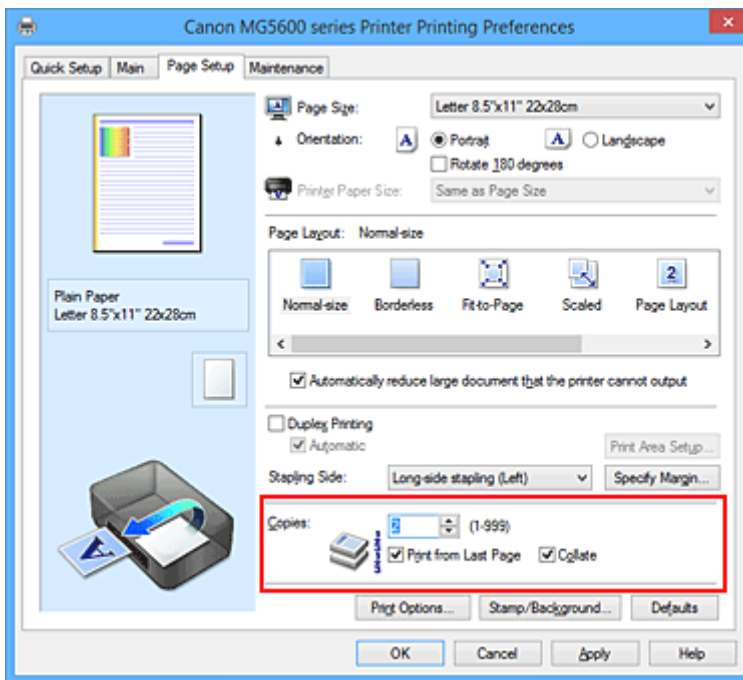 Canon MG5600 series Printer Printing Preferences
Quick Setup Main Page Setup Maintenance
Page Size: Letter 8.5"x11" 22x28cm
Orientation: A Portrait A Landscape
Rotate 180 degrees
Printer Paper Size: Same as Page Size
Page Layout: Normal-size
2
Normal-size Borderless Fit-to-Page Scaled Page Layout
Plain Paper
Letter 8.5"x11" 22x28cm
Automatically reduce large document that the printer cannot output
Duplex Printing
Automatic Print Area Setup...
Stapling Side: Long-side stapling (Left) Specify Margin...
Copies: 2 (1-999)
Print from Last Page Collate
Print Options... Stamp/Background... Defaults
OK Cancel Apply Help